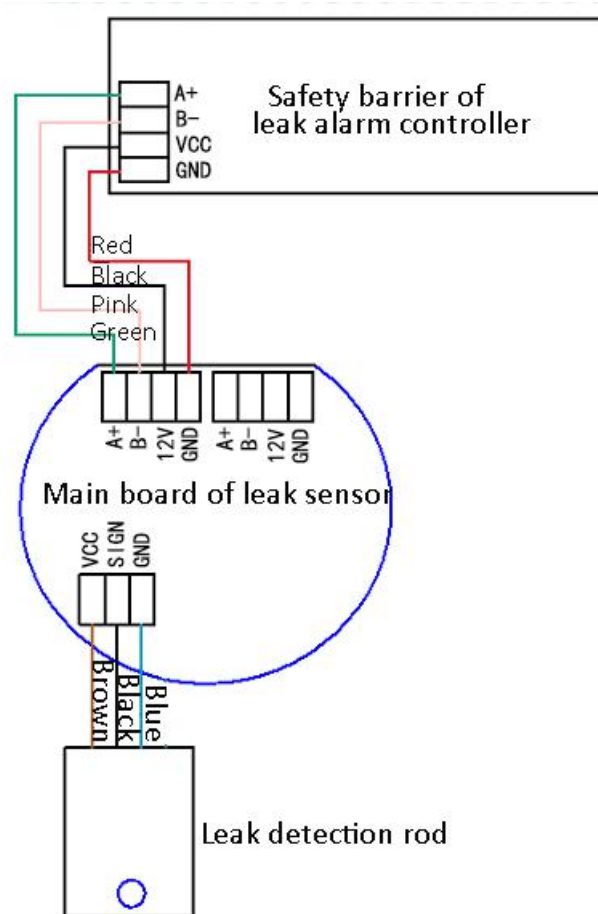 A+
B-
VCC
GND
Safety barrier of
leak alarm controller
Red
Black
Pink
Green
A+
B-
12V
GND
A+
B-
12V
GND
Main board of leak sensor
VCC
SIGN
GND
Brown
Black
Blue
Leak detection rod